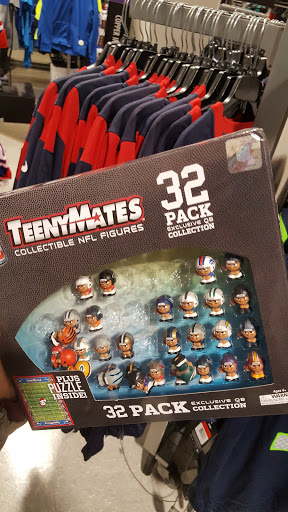 TEENYMATES
COLLECTIBLE NFL FIGURES
32
PACK
EXCLUSIVE QB
COLLECTION
PLUS
PUZZLE
INSIDE!
32 PACK EXCLUSIVE QB
COLLECTION